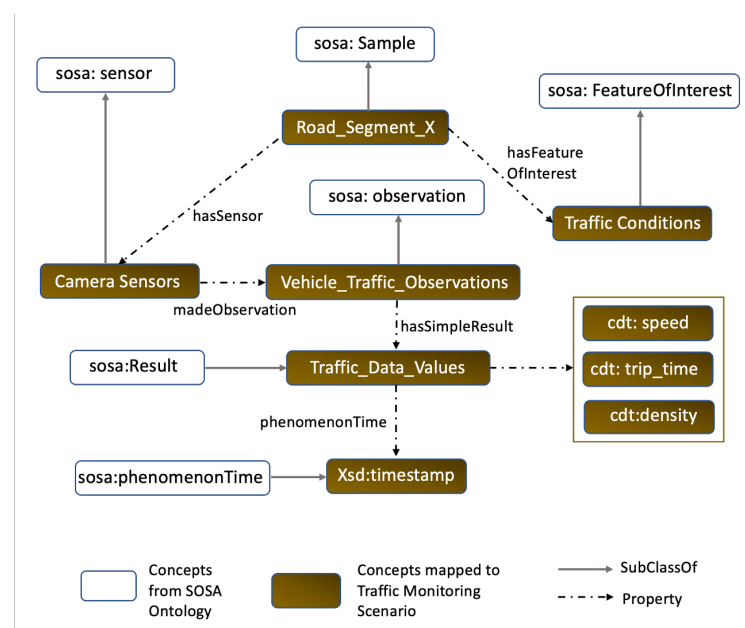 sosa: Sample
sosa: sensor
sosa: FeatureOfInterest
Road_Segment_X
hasFeature
OfInterest
hasSensor
sosa: observation
Traffic Conditions
Camera Sensors
Vehicle_Traffic_Observations
madeObservation
hasSimpleResult
cdt: speed
sosa:Result
Traffic_Data_Values
cdt: trip_time
cdt:density
phenomenonTime
sosa:phenomenonTime
Xsd:timestamp
Concepts
from SOSA
Ontology
Concepts mapped to
Traffic Monitoring
Scenario
SubClassOf
Property